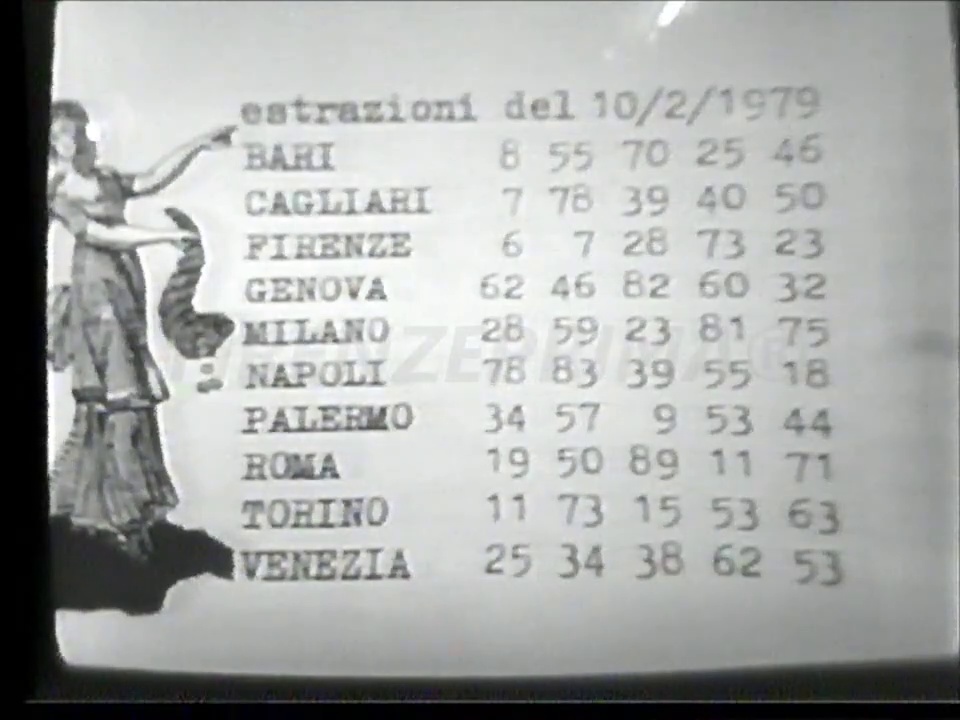 estrazioni del 10/2/1979
BARI 8 55 70 25 46
CAGLIARI 7 78 39 40 50
FIRENZE 6 7 28 73 23
GENOVA 62 46 82 60 32
MILANO 28 59 23 81 75
NAPOLI 78 83 39 55 18
PALERMO 34 57 9 53 44
ROMA 19 50 89 11 71
TORINO 11 73 15 53 63
VENEZIA 25 34 38 62 53